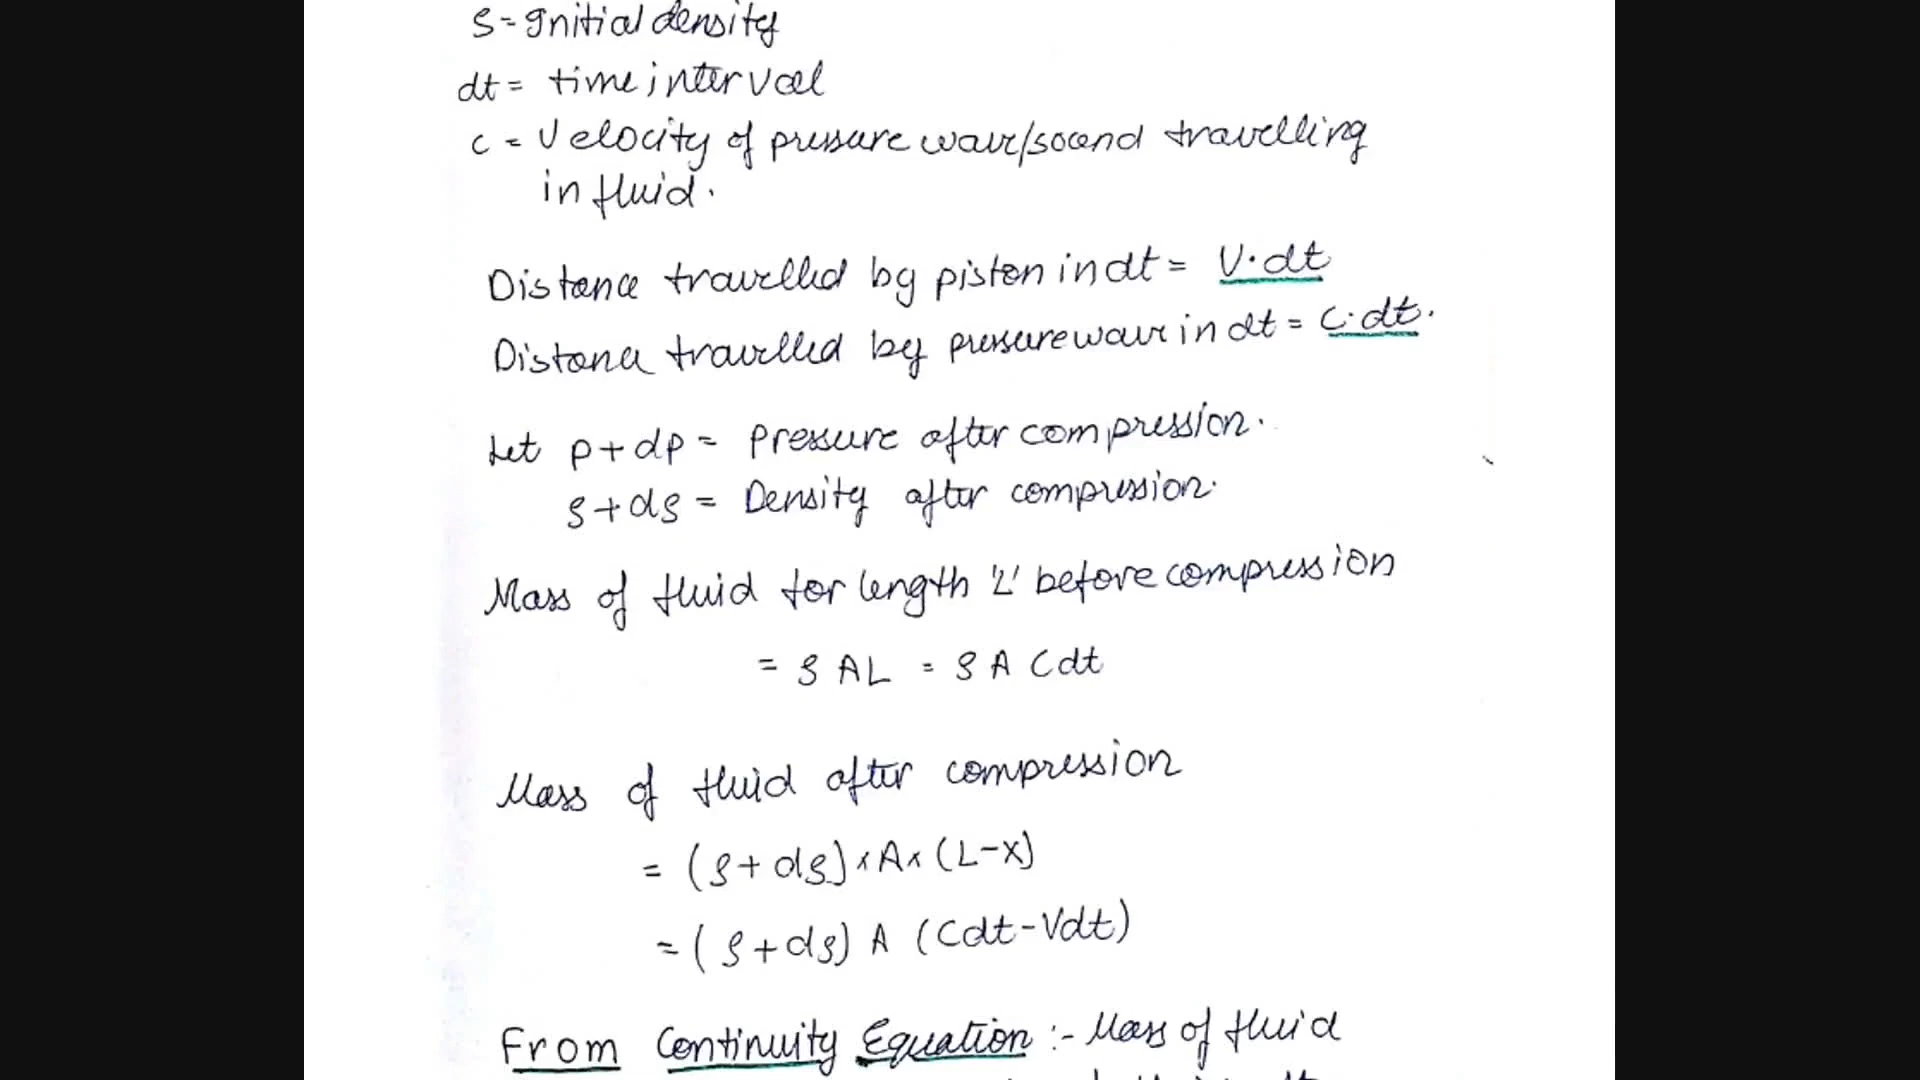 ρ = Initial density
dt = time interval
C = Velocity of pressure wave/sound travelling
in fluid.
Distance travelled by piston in dt = V·dt
Distance travelled by pressure wave in dt = C·dt.
Let p+dp = Pressure after compression.
ρ+dρ = Density after compression.
Mass of fluid for length 'L' before compression
= ρAL = ρA Cdt
Mass of fluid after compression
= (ρ+dρ)×A×(L-x)
= (ρ+dρ) A (Cdt-Vdt)
From Continuity Equation :- Mass of fluid